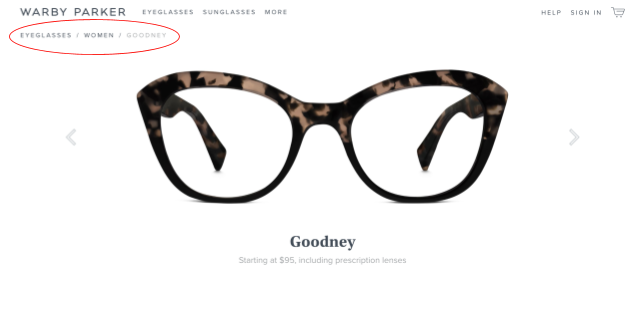 WARBY PARKER EYEGLASSES SUNGLASSES MORE HELP SIGN IN
EYEGLASSES / WOMEN / GOODNEY
Goodney
Starting at $95, including prescription lenses